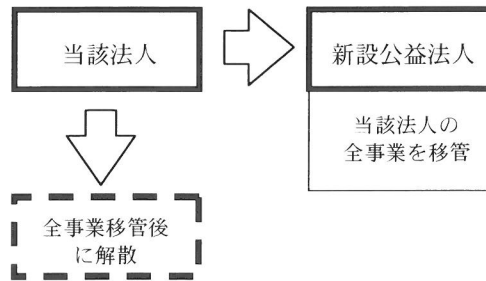 当該法人
新設公益法人
当該法人の
全事業を移管
全事業移管後
に解散